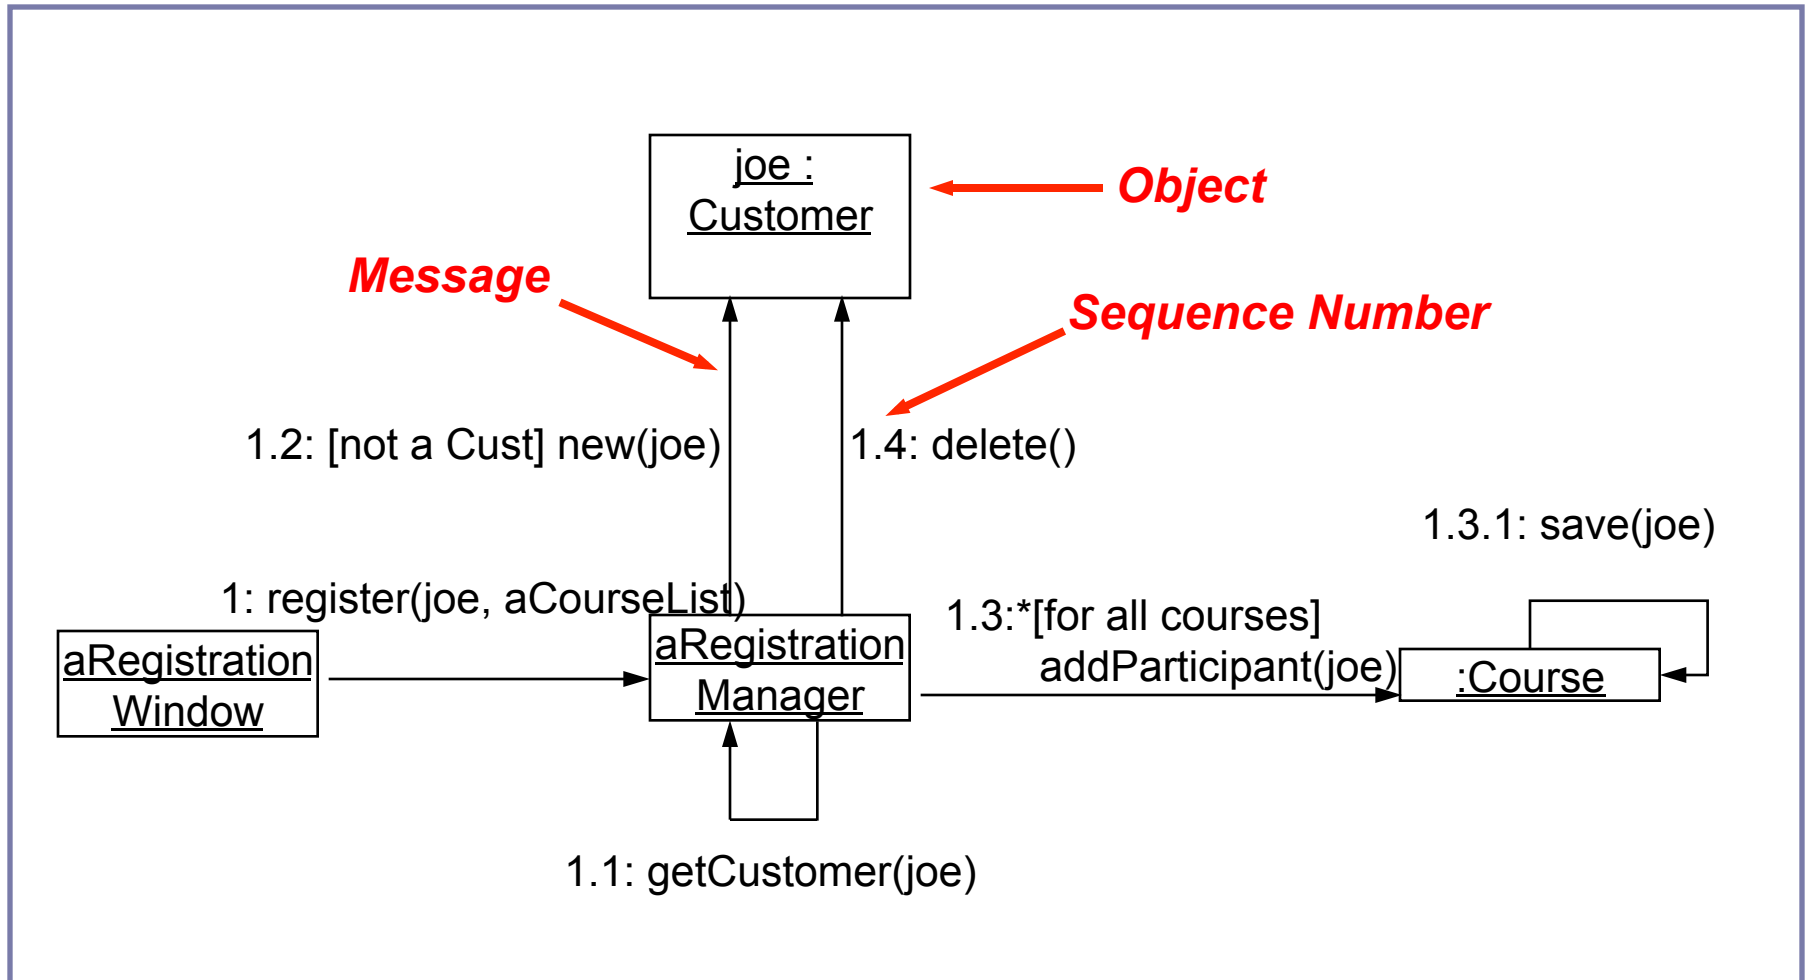 joe :
Customer
Object
Message
Sequence Number
1.2: [not a Cust] new(joe)
1.4: delete()
1.3.1: save(joe)
1: register(joe, aCourseList)
1.3:*[for all courses]
addParticipant(joe)
aRegistration
Window
aRegistration
Manager
:Course
1.1: getCustomer(joe)